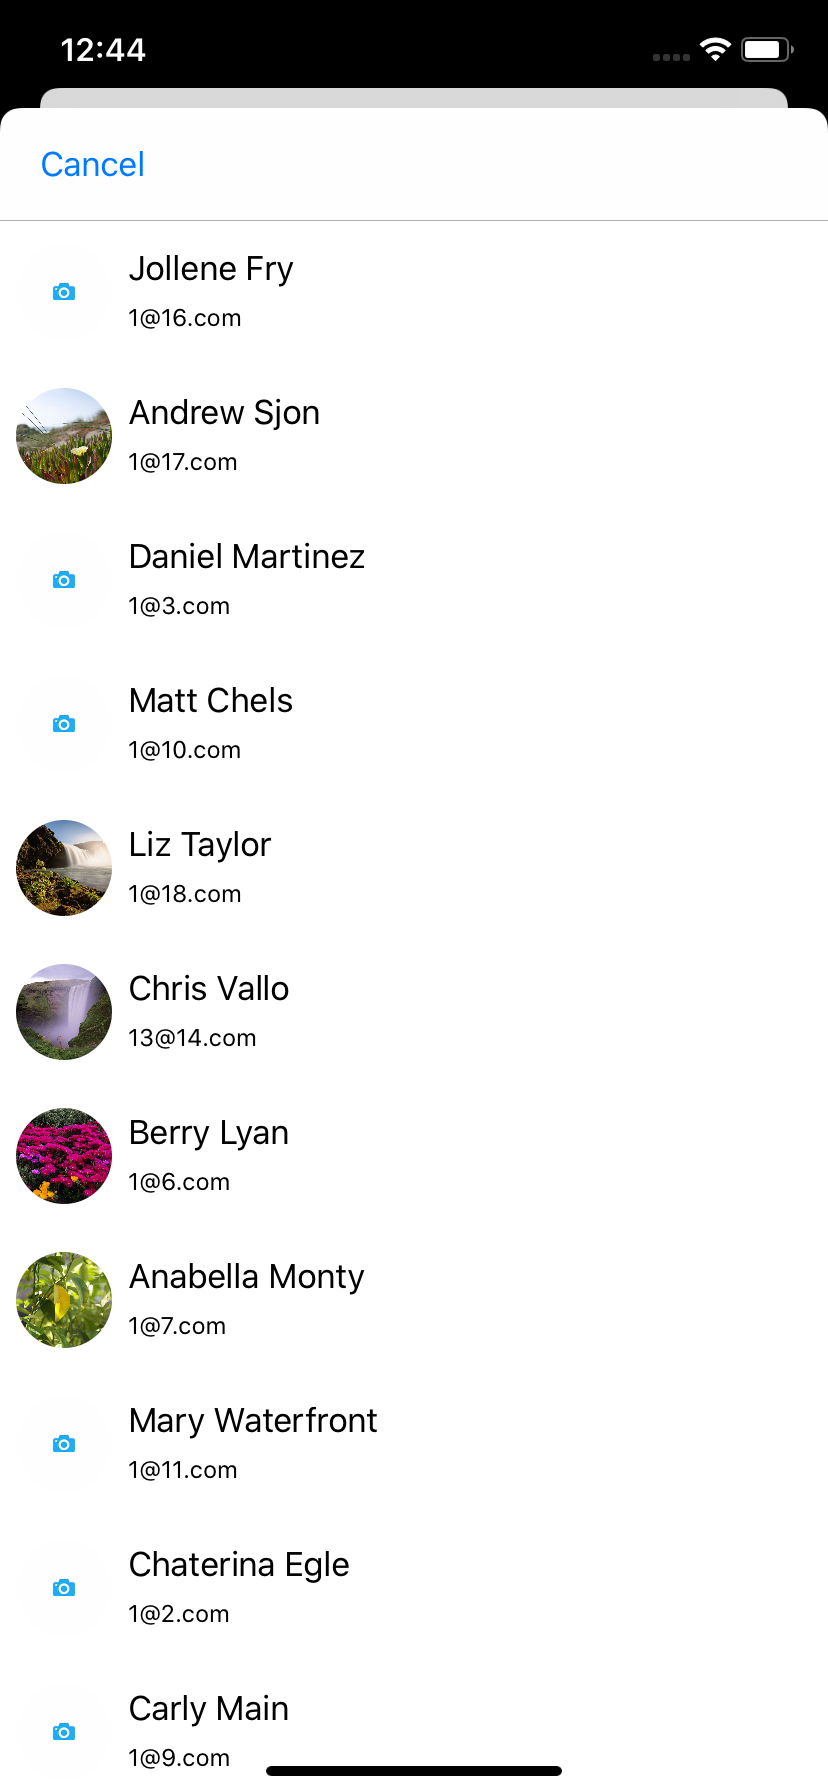 12:44
Cancel
Jollene Fry
1@16.com
Andrew Sjon
1@17.com
Daniel Martinez
1@3.com
Matt Chels
1@10.com
Liz Taylor
1@18.com
Chris Vallo
13@14.com
Berry Lyan
1@6.com
Anabella Monty
1@7.com
Mary Waterfront
1@11.com
Chaterina Egle
1@2.com
Carly Main
1@9.com